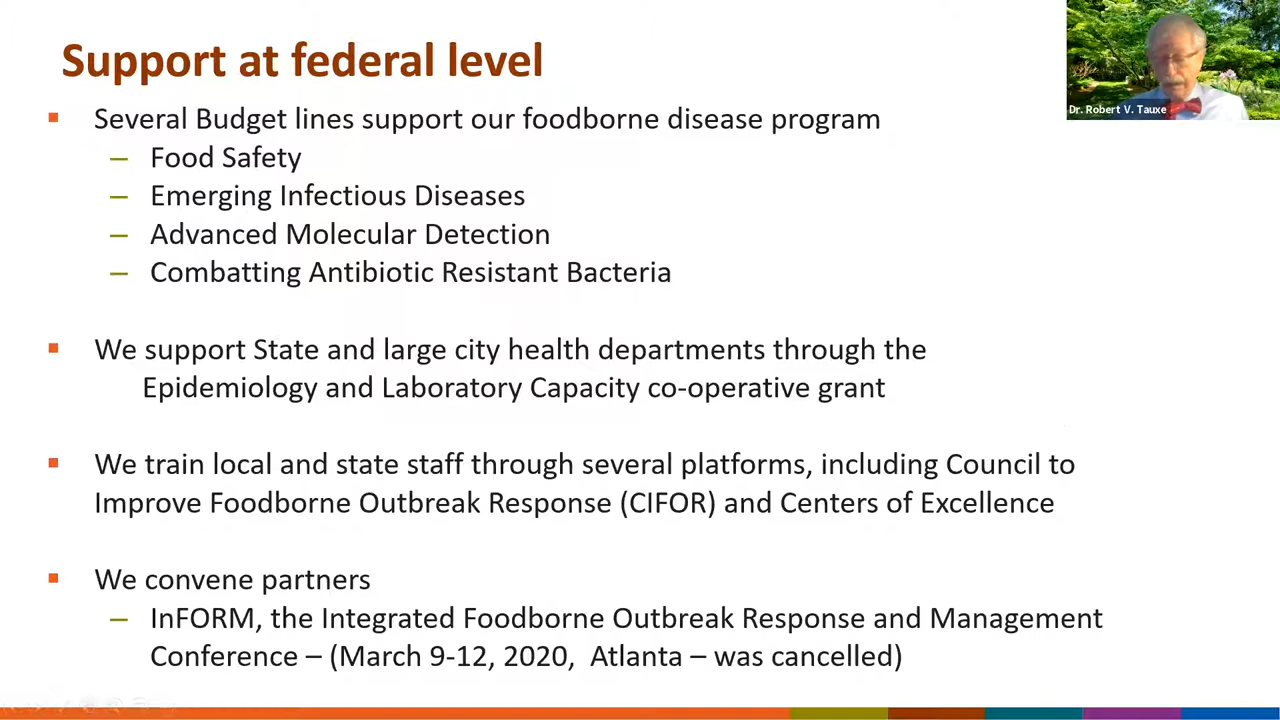 Support at federal level
Dr. Robert V. Tauxe
▪ Several Budget lines support our foodborne disease program
– Food Safety
– Emerging Infectious Diseases
– Advanced Molecular Detection
– Combatting Antibiotic Resistant Bacteria
▪ We support State and large city health departments through the
Epidemiology and Laboratory Capacity co-operative grant
▪ We train local and state staff through several platforms, including Council to
Improve Foodborne Outbreak Response (CIFOR) and Centers of Excellence
▪ We convene partners
– InFORM, the Integrated Foodborne Outbreak Response and Management
Conference – (March 9-12, 2020, Atlanta – was cancelled)